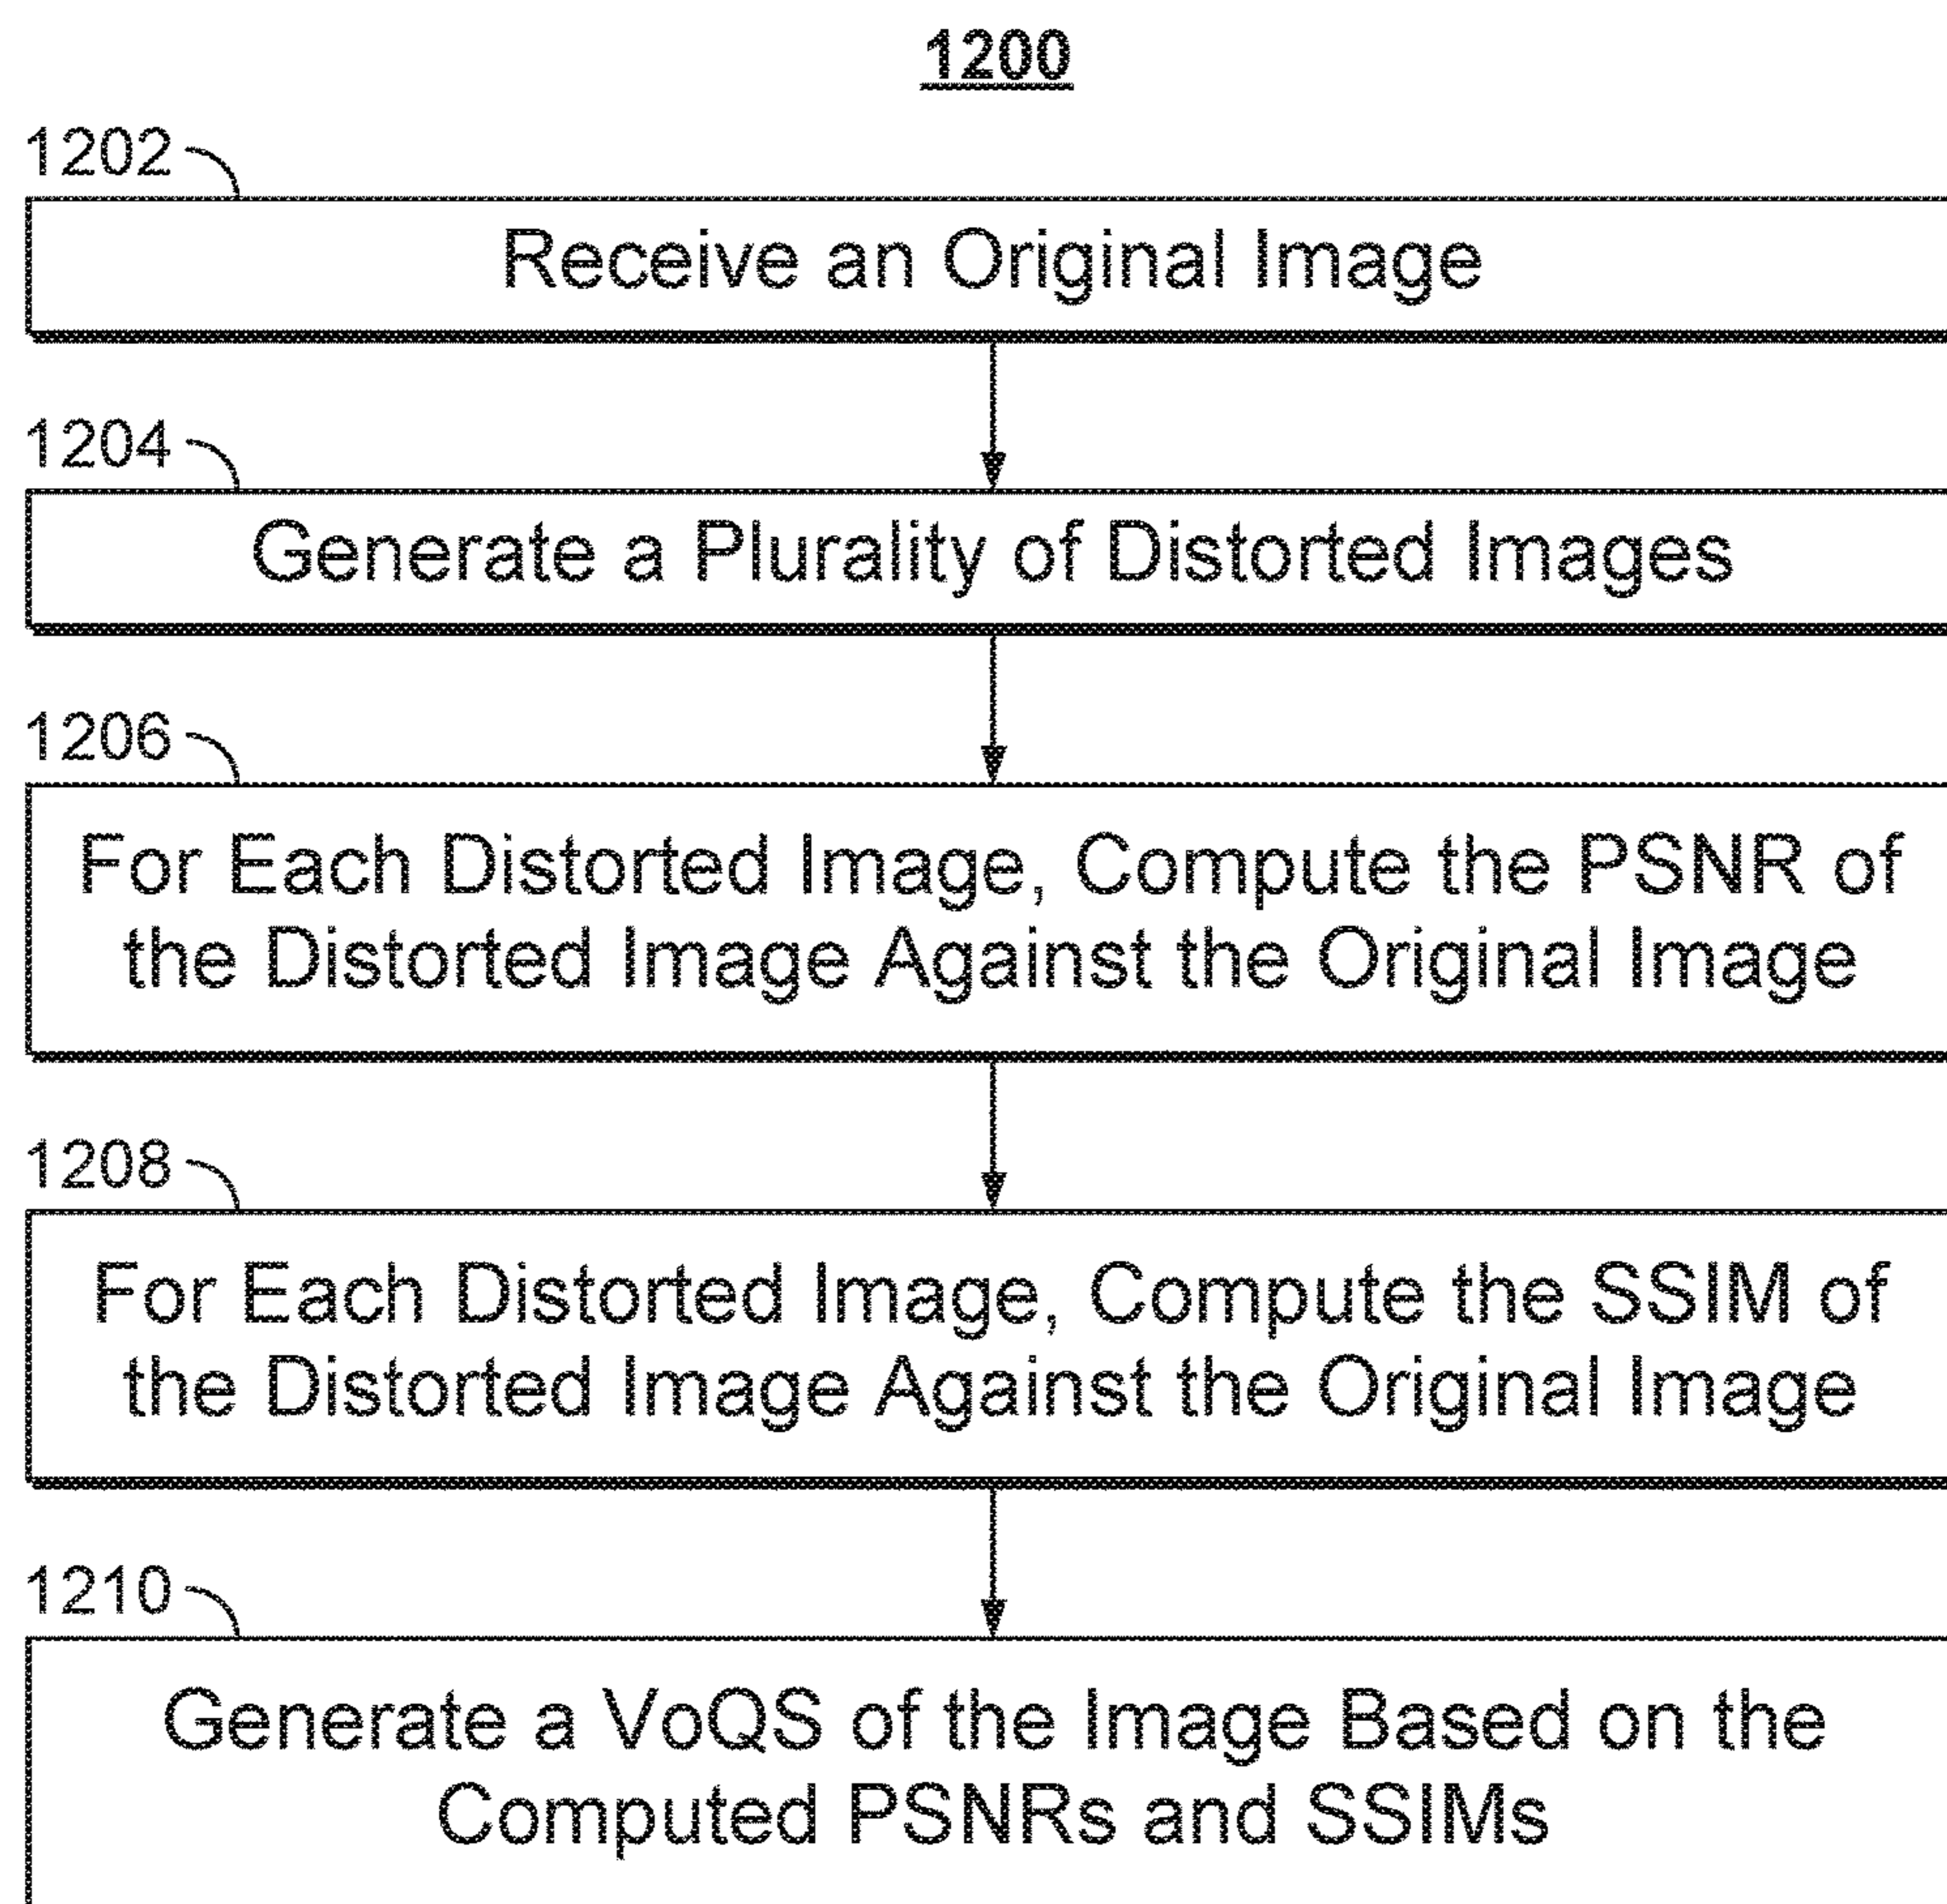 1200
1202
Receive an Original Image
1204
Generate a Plurality of Distorted Images
1206
For Each Distorted Image, Compute the PSNR of
the Distorted Image Against the Original Image
1208
For Each Distorted Image, Compute the SSIM of
the Distorted Image Against the Original Image
1210
Generate a VoQS of the Image Based on the
Computed PSNRs and SSIMs